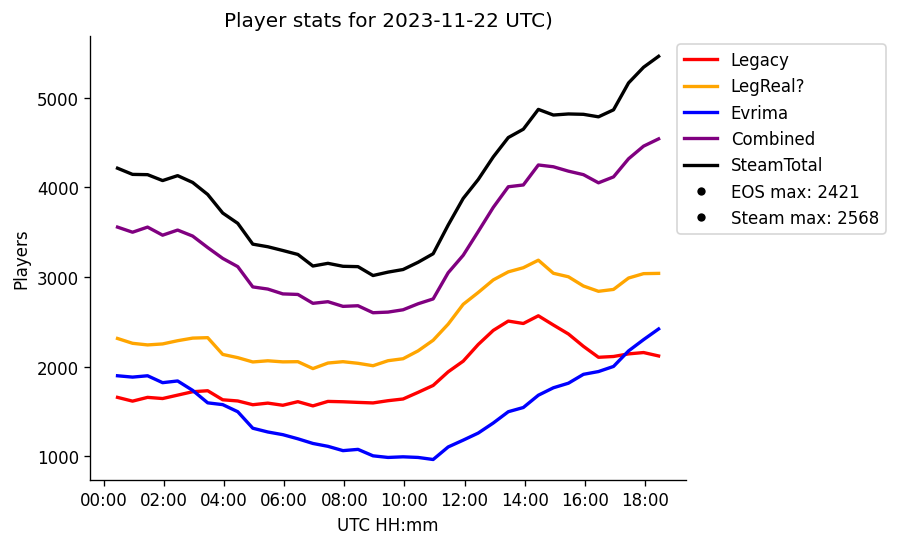 Player stats for 2023-11-22 UTC)
Legacy
LegReal?
Evrima
Combined
SteamTotal
EOS max: 2421
Steam max: 2568
Players
5000
4000
3000
2000
1000
00:00 02:00 04:00 06:00 08:00 10:00 12:00 14:00 16:00 18:00
UTC HH:mm